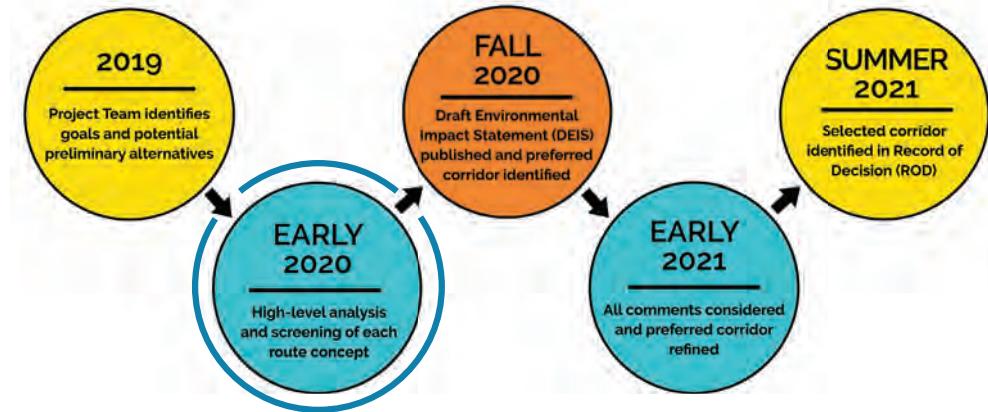 2019
Project Team identifies
goals and potential
preliminary alternatives
EARLY
2020
High-level analysis
and screening of each
route concept
FALL
2020
Draft Environmental
Impact Statement (DEIS)
published and preferred
corridor identified
EARLY
2021
All comments considered
and preferred corridor
refined
SUMMER
2021
Selected corridor
identified in Record of
Decision (ROD)